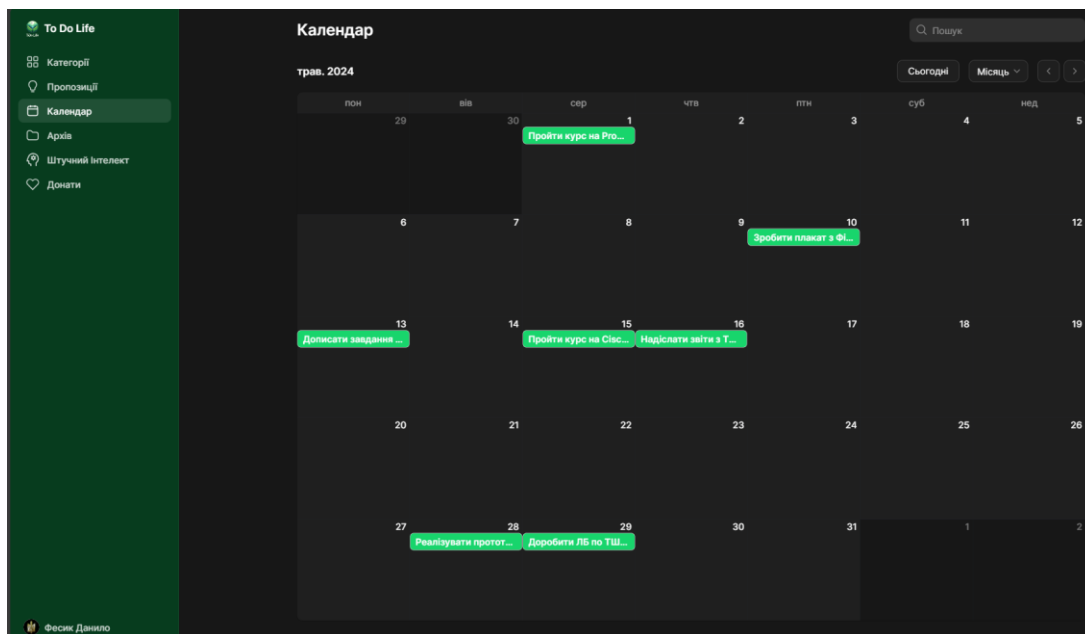 To Do Life
Категорії
Пропозиції
Календар
Архів
Штучний Інтелект
Донати
Фесик Данило
Календар
Пошук
трав. 2024
Сьогодні
Місяць
пон вів сер чтв птн суб нед
29 30 1 2 3 4 5
Пройти курс на Pro...
6 7 8 9 10 11 12
Зробити плакат з Фі...
13 14 15 16 17 18 19
Дописати завдання ... Пройти курс на Cisc... Надіслати звіти з Т...
20 21 22 23 24 25 26
27 28 29 30 31 1 2
Реалізувати протот... Доробити ЛБ по ТШ...